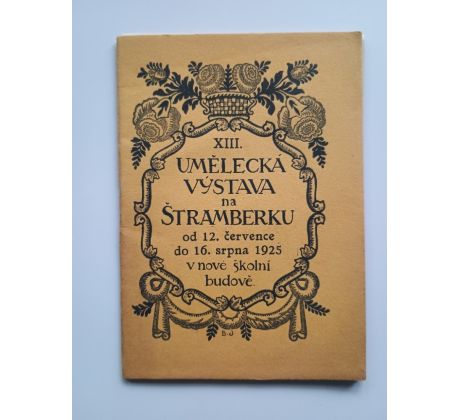 XIII.
UMĚLECKÁ
VÝSTAVA
na
ŠTRAMBERKU
od 12. července
do 16. srpna 1925
v nové školní
budově.
B·J